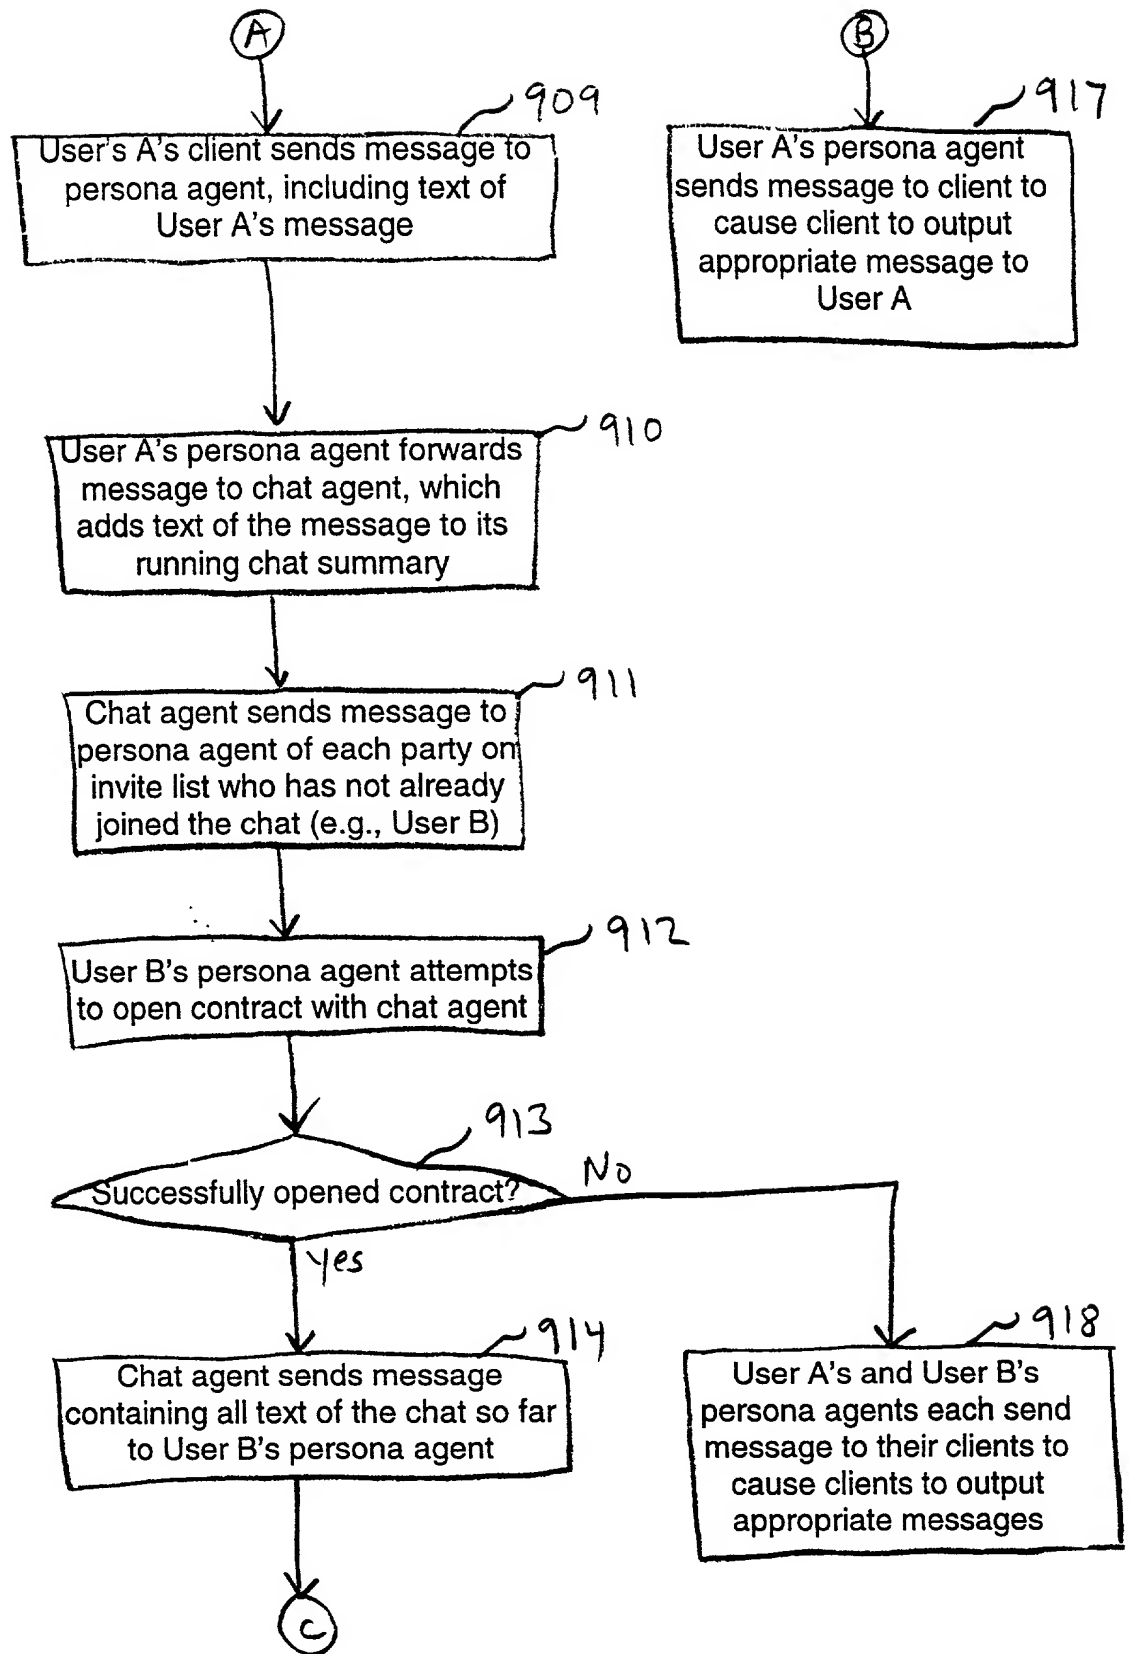 A
909
User's A's client sends message to
persona agent, including text of
User A's message
910
User A's persona agent forwards
message to chat agent, which
adds text of the message to its
running chat summary
911
Chat agent sends message to
persona agent of each party on
invite list who has not already
joined the chat (e.g., User B)
912
User B's persona agent attempts
to open contract with chat agent
913
Successfully opened contract?
No
Yes
914
Chat agent sends message
containing all text of the chat so far
to User B's persona agent
C
B
917
User A's persona agent
sends message to client to
cause client to output
appropriate message to
User A
918
User A's and User B's
persona agents each send
message to their clients to
cause clients to output
appropriate messages